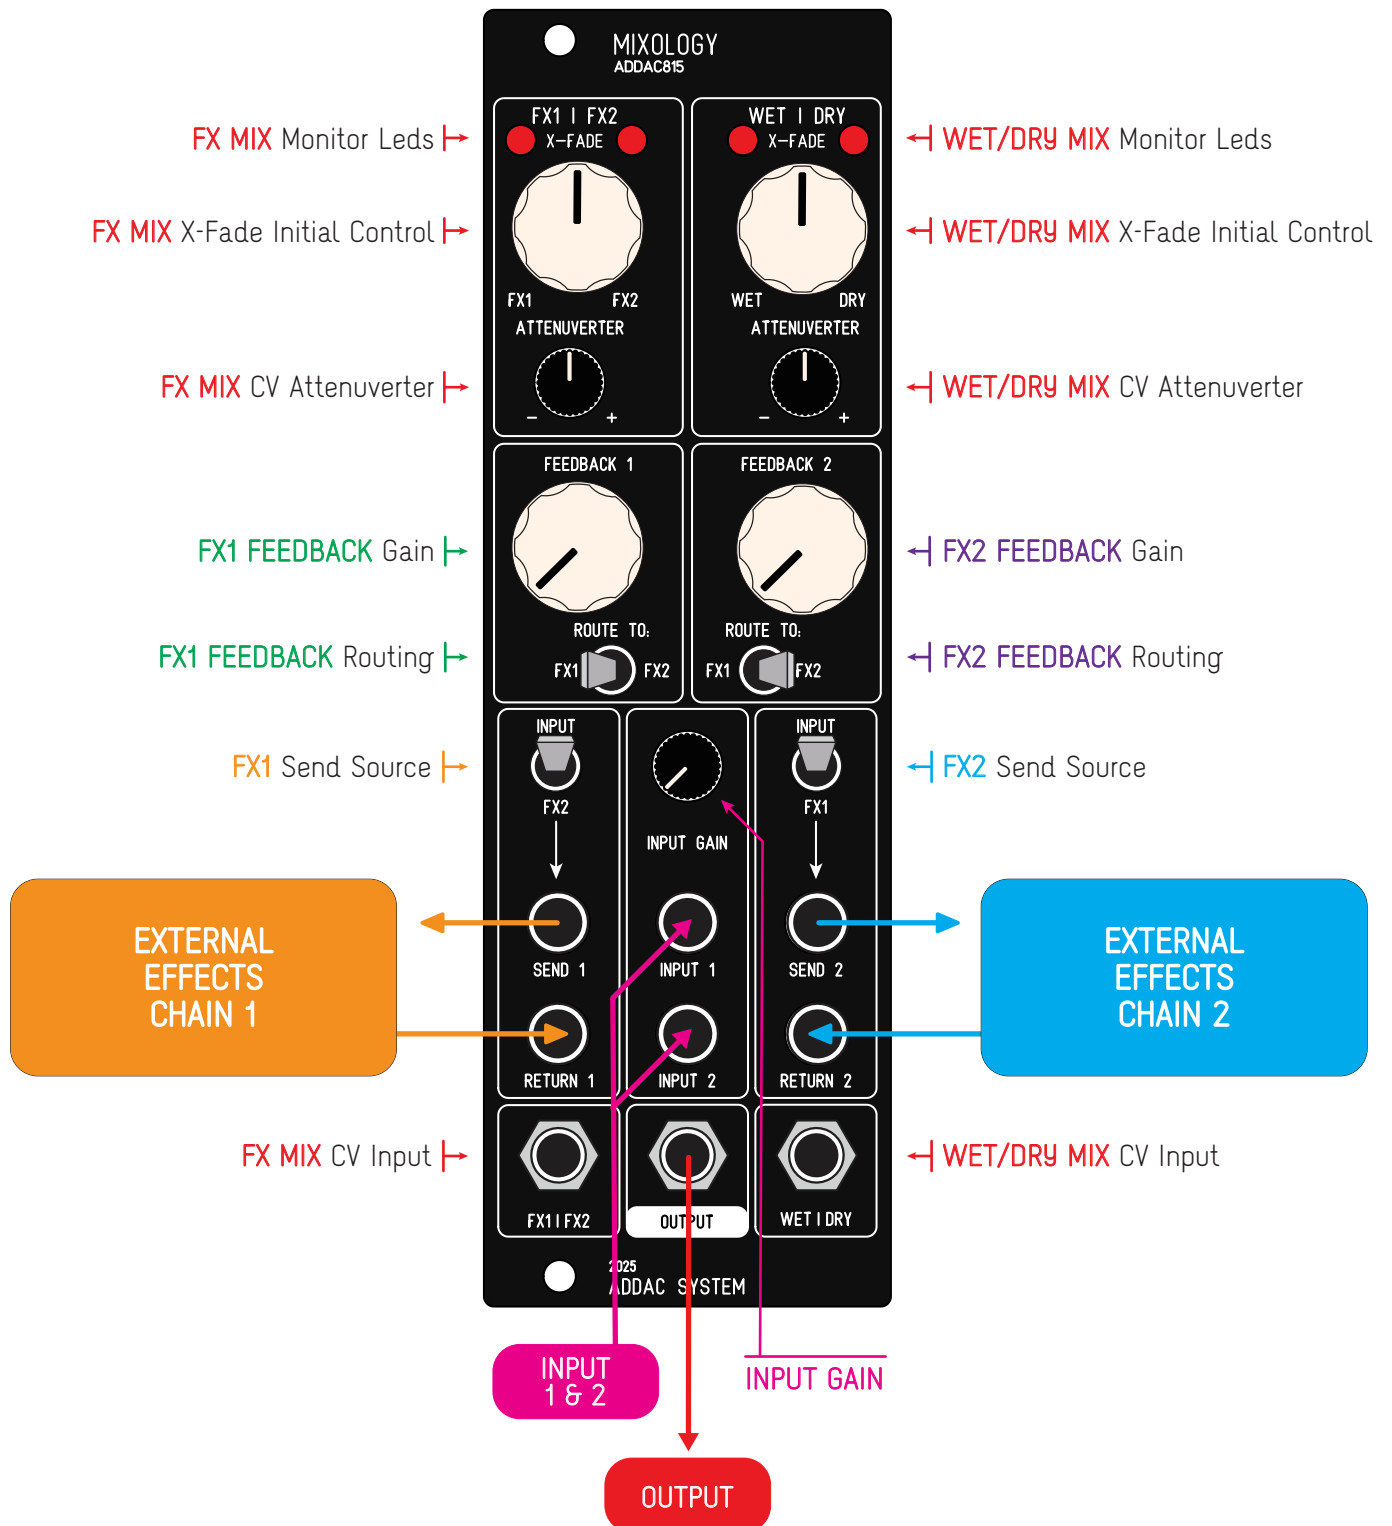 MIXOLOGY
ADDAC815
FX1 | FX2
X-FADE
WET | DRY
X-FADE
FX MIX Monitor Leds
WET/DRY MIX Monitor Leds
FX MIX X-Fade Initial Control
WET/DRY MIX X-Fade Initial Control
FX1
FX2
WET
DRY
ATTENUVERTER
ATTENUVERTER
FX MIX CV Attenuverter
WET/DRY MIX CV Attenuverter
- +
- +
FEEDBACK 1
FEEDBACK 2
FX1 FEEDBACK Gain
FX2 FEEDBACK Gain
ROUTE TO:
ROUTE TO:
FX1 FEEDBACK Routing
FX1
FX2
FX1
FX2
FX2 FEEDBACK Routing
INPUT
INPUT
FX1 Send Source
FX2 Send Source
FX2
FX1
INPUT GAIN
EXTERNAL
EFFECTS
CHAIN 1
EXTERNAL
EFFECTS
CHAIN 2
SEND 1
INPUT 1
SEND 2
RETURN 1
INPUT 2
RETURN 2
FX MIX CV Input
WET/DRY MIX CV Input
FX1 | FX2
OUTPUT
WET | DRY
2025
ADDAC SYSTEM
INPUT
1 & 2
INPUT GAIN
OUTPUT